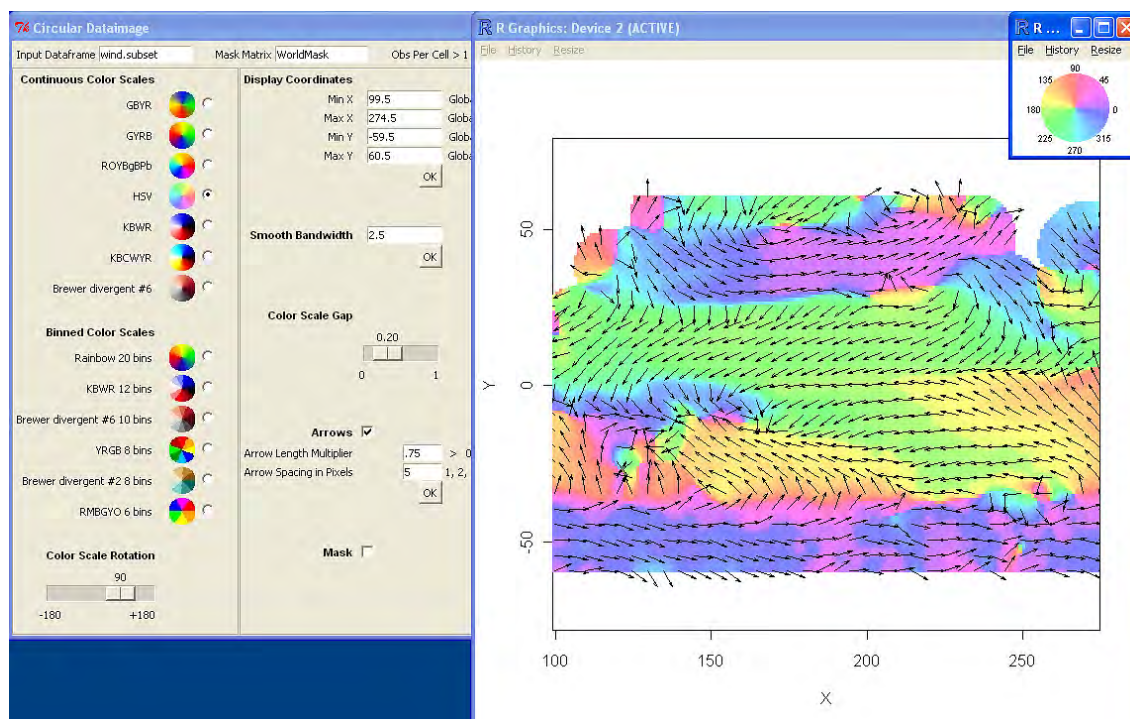 Circular Dataimage
Input Dataframe wind.subset Mask Matrix WorldMask Obs Per Cell > 1
Continuous Color Scales
GBYR
GYRB
ROYBgBPb
HSV
KBWR
KBCWYR
Brewer divergent #6
Binned Color Scales
Rainbow 20 bins
KBWR 12 bins
Brewer divergent #6 10 bins
YRGB 8 bins
Brewer divergent #2 8 bins
RMBGYO 6 bins
Color Scale Rotation
90
-180 +180
Display Coordinates
Min X 99.5 Globa
Max X 274.5 Globa
Min Y -59.5 Globa
Max Y 60.5 Globa
OK
Smooth Bandwidth 2.5
OK
Color Scale Gap
0.20
0 1
Arrows
Arrow Length Multiplier .75 > 0
Arrow Spacing in Pixels 5 1, 2,
OK
Mask
R Graphics: Device 2 (ACTIVE)
File History Resize
50
0
-50
Y
100 150 200 250
X
R ...
File History Resize
90
135 45
180 0
225 315
270